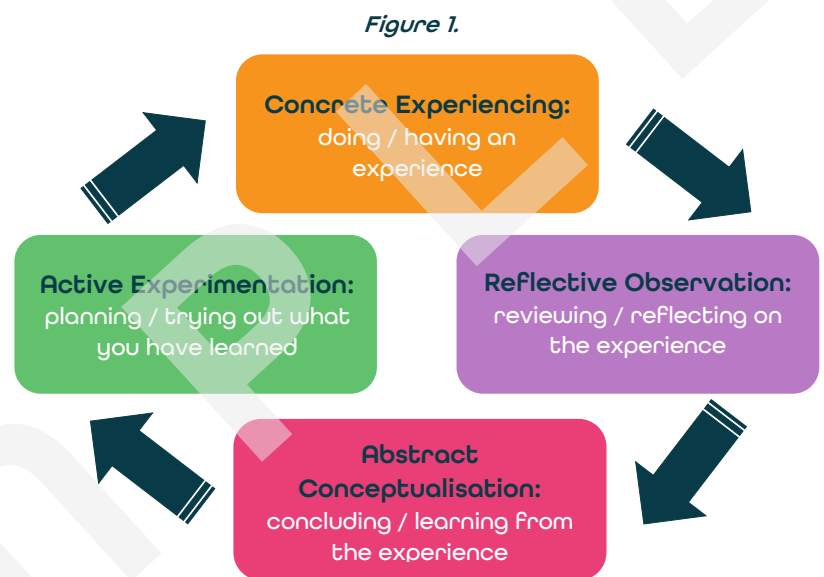 Figure 1.
Concrete Experiencing:
doing / having an
experience
Active Experimentation:
planning / trying out what
you have learned
Reflective Observation:
reviewing / reflecting on
the experience
Abstract
Conceptualisation:
concluding / learning from
the experience